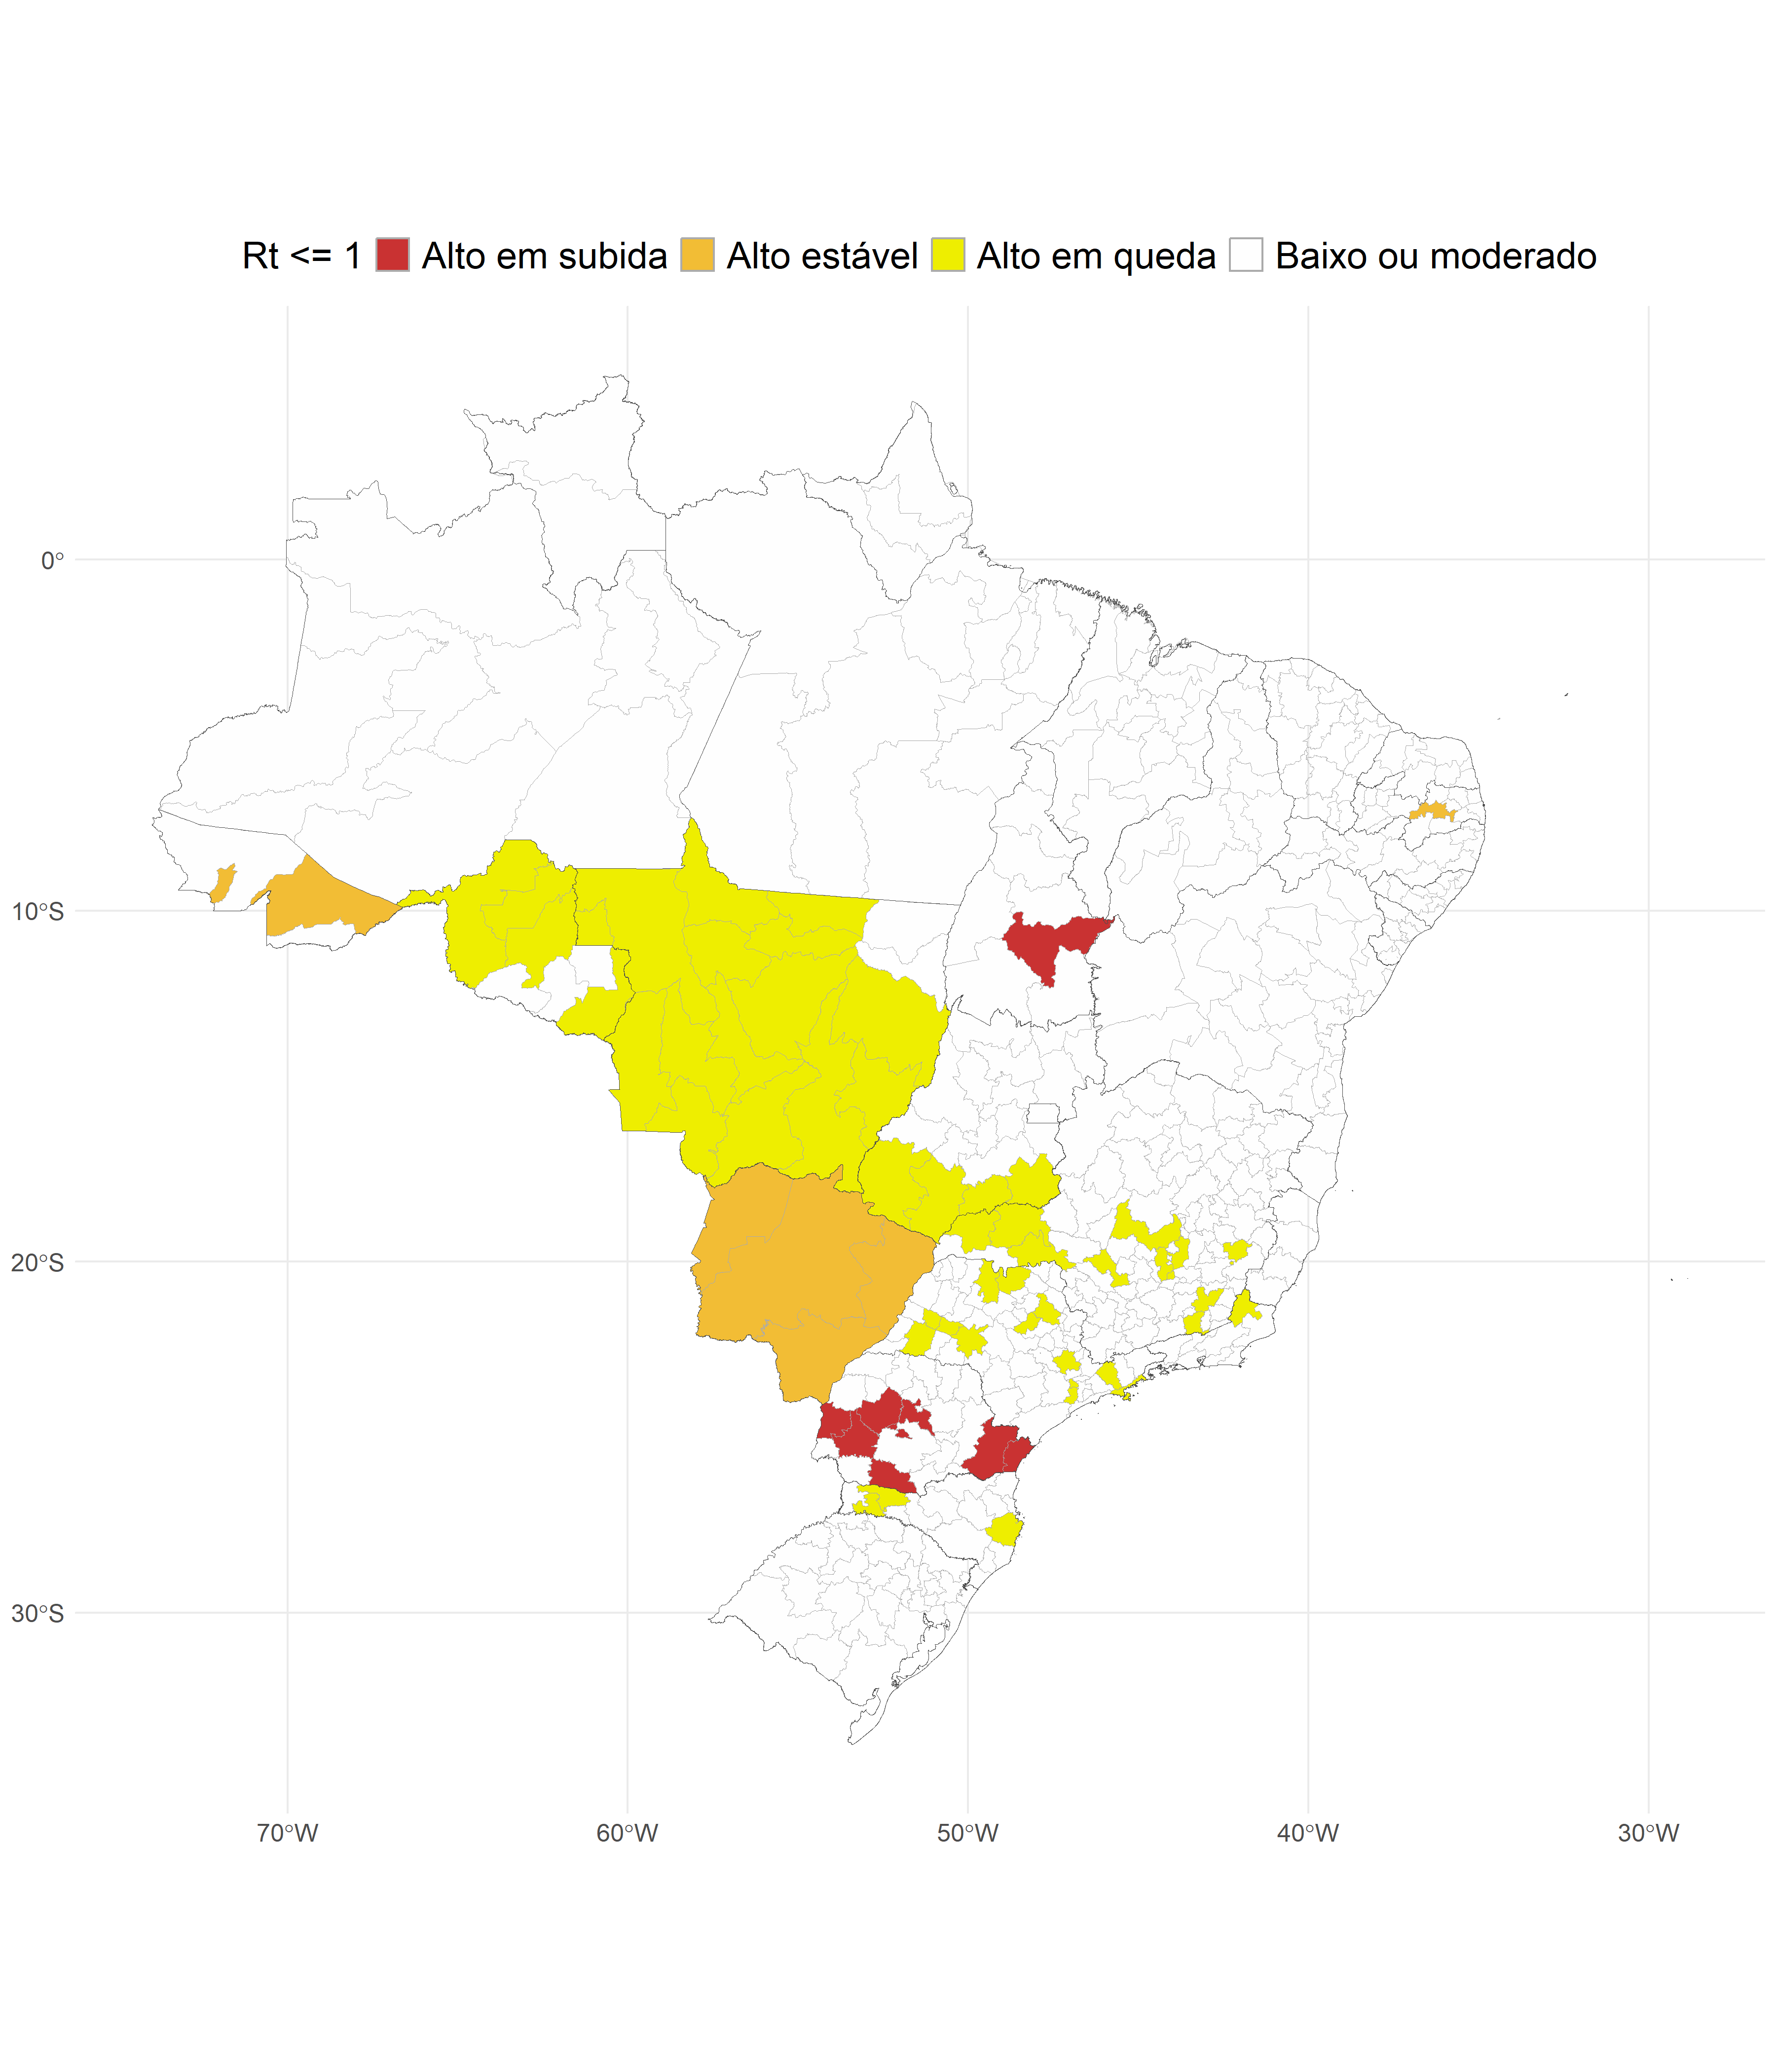 Rt <= 1 Alto em subida Alto estável Alto em queda Baixo ou moderado
0°
10°S
20°S
30°S
70°W 60°W 50°W 40°W 30°W